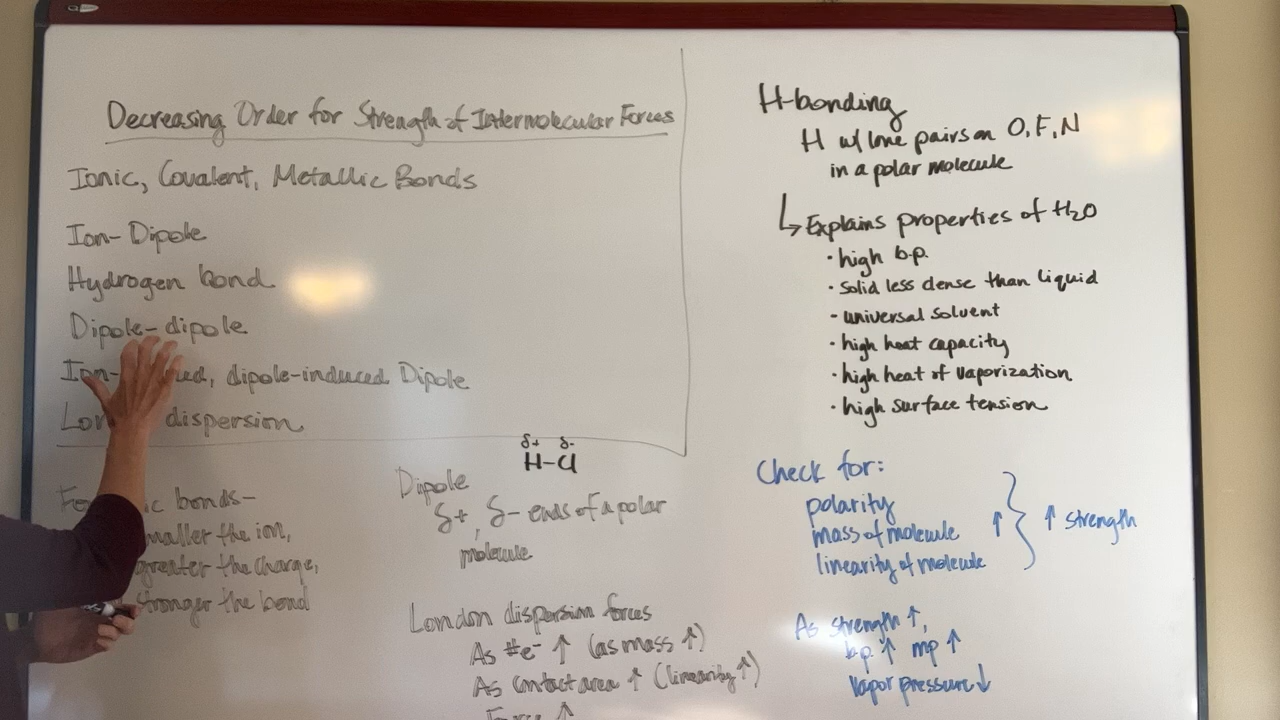 Decreasing Order for Strength of Intermolecular Forces
Ionic, Covalent, Metallic Bonds
Ion-Dipole
Hydrogen bond
Dipole-dipole
Ion- , dipole-induced Dipole
dispersion
bonds-
the ion,
greater the charge,
stronger the bond
δ+ δ-
H-Cl
Dipole
δ+, δ- ends of a polar
molecule
London dispersion forces
As #e- ↑ (as mass ↑)
As contact area ↑ (linearity ↑)
Force ↑
H-bonding
H w/ lone pairs on O, F, N
in a polar molecule
↳ Explains properties of H2O
• high b.p.
• solid less dense than liquid
- universal solvent
• high heat capacity
• high heat of vaporization
• high surface tension
Check for:
polarity
mass of molecule ↑ } ↑ strength
linearity of molecule
As strength ↑,
b.p. ↑ mp ↑
vapor pressure ↓